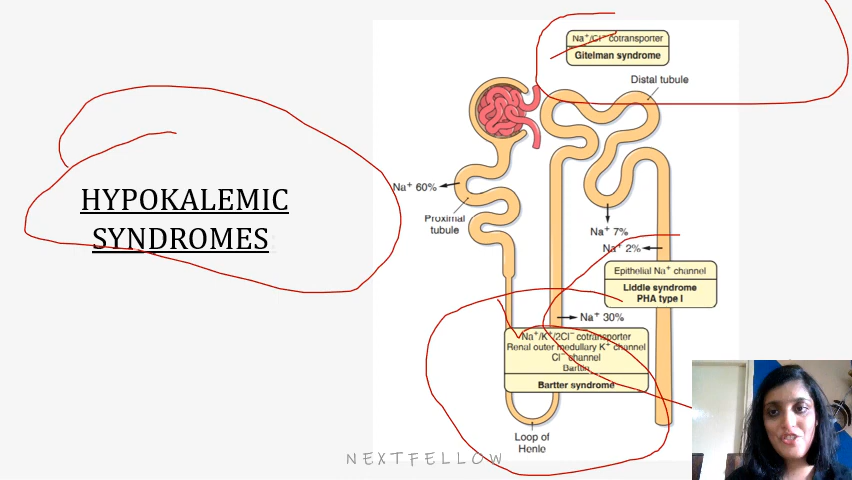 HYPOKALEMIC
SYNDROMES
Na⁺/Cl⁻ cotransporter
Gitelman syndrome
Distal tubule
Na⁺ 60%
Proximal
tubule
Na⁺ 7%
Na⁺ 2%
Epithelial Na⁺ channel
Liddle syndrome
PHA type I
Na⁺ 30%
Na⁺/K⁺/2Cl⁻ cotransporter
Renal outer medullary K⁺ channel
Cl⁻ channel
Barttin
Bartter syndrome
Loop of
Henle
NEXTFELLOW